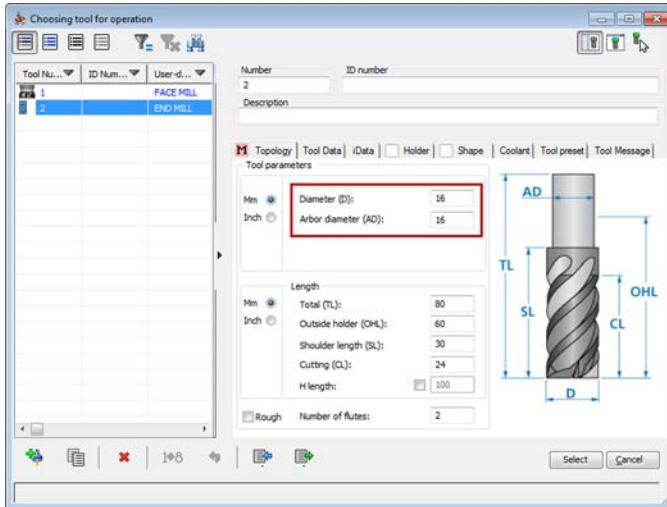 Choosing tool for operation
Tool Nu... ID Num... User-d...
1 FACE MILL
2 END MILL
Number ID number
2
Description
M Topology Tool Data iData Holder Shape Coolant Tool preset Tool Message
Tool parameters
Mm Diameter (D): 16
Inch Arbor diameter (AD): 16
Length
Mm Total (TL): 80
Inch Outside holder (OHL): 60
Shoulder length (SL): 30
Cutting (CL): 24
H length: 100
Rough Number of flutes: 2
AD
TL
OHL
SL
CL
D
Select Cancel